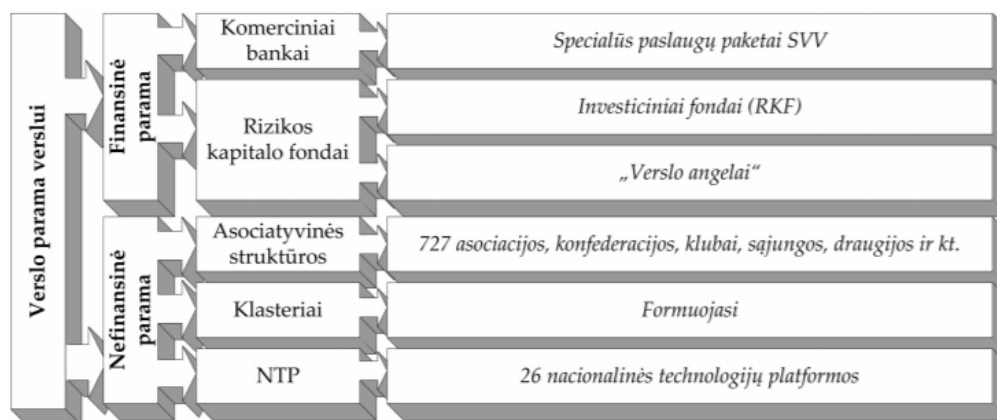 Verslo parama verslui
Finansinė
parama
Komerciniai
bankai
Specialūs paslaugų paketai SVV
Rizikos
kapitalo fondai
Investiciniai fondai (RKF)
„Verslo angelai“
Nefinansinė
parama
Asociatyvinės
struktūros
727 asociacijos, konfederacijos, klubai, sąjungos, draugijos ir kt.
Klasteriai
Formuojasi
NTP
26 nacionalinės technologijų platformos